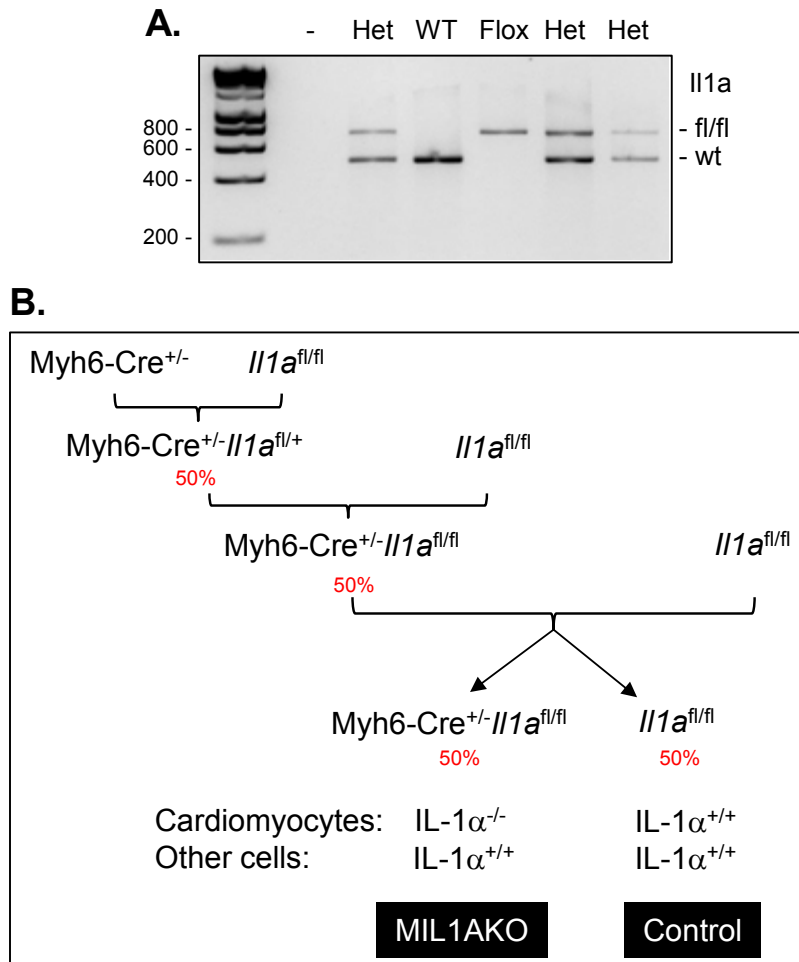 A.
- Het WT Flox Het Het
Il1a
800 -
- fl/fl
600 -
- wt
400 -
200 -
B.
Myh6-Cre+/- Il1afl/fl
Myh6-Cre+/-Il1afl/+ Il1afl/fl
50%
Myh6-Cre+/-Il1afl/fl Il1afl/fl
50%
Myh6-Cre+/-Il1afl/fl Il1afl/fl
50% 50%
Cardiomyocytes: IL-1α-/- IL-1α+/+
Other cells: IL-1α+/+ IL-1α+/+
MIL1AKO Control